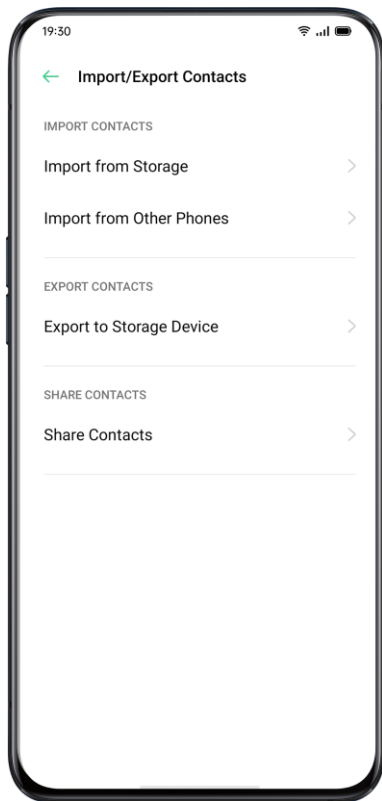 19:30
Import/Export Contacts
IMPORT CONTACTS
Import from Storage
Import from Other Phones
EXPORT CONTACTS
Export to Storage Device
SHARE CONTACTS
Share Contacts